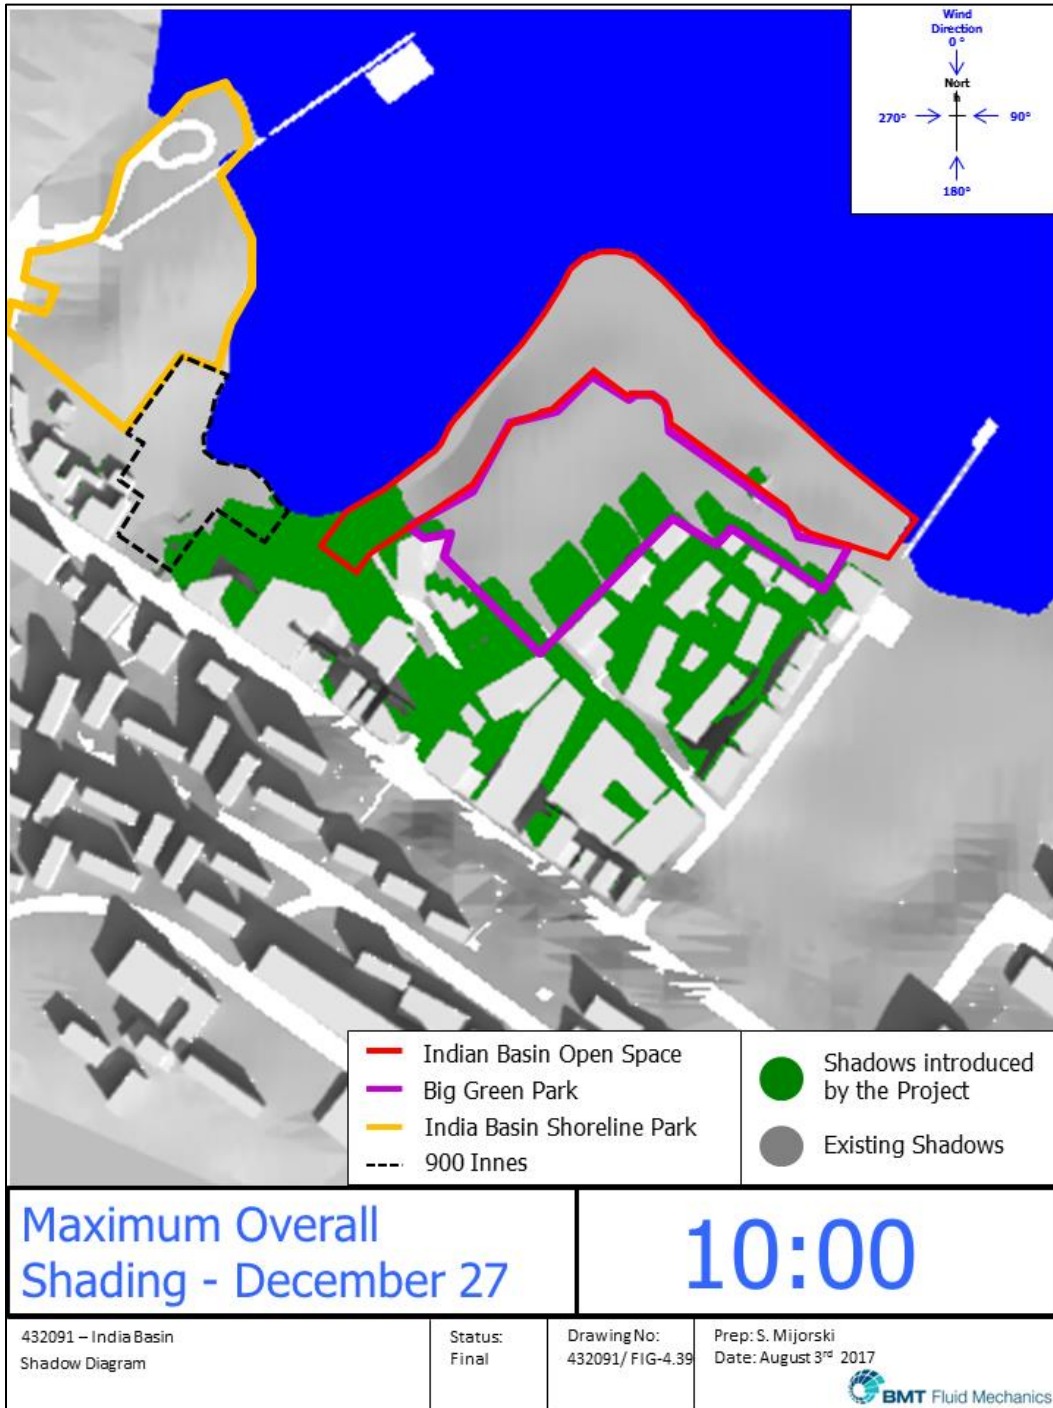 Wind
Direction
0 °
Nort
h
270°
90°
180°
Indian Basin Open Space
Big Green Park
India Basin Shoreline Park
900 Innes
Shadows introduced
by the Project
Existing Shadows
Maximum Overall
Shading - December 27
10:00
432091 – India Basin
Shadow Diagram
Status:
Final
Drawing No:
432091/ FIG-4.39
Prep: S. Mijorski
Date: August 3rd 2017
BMT Fluid Mechanics